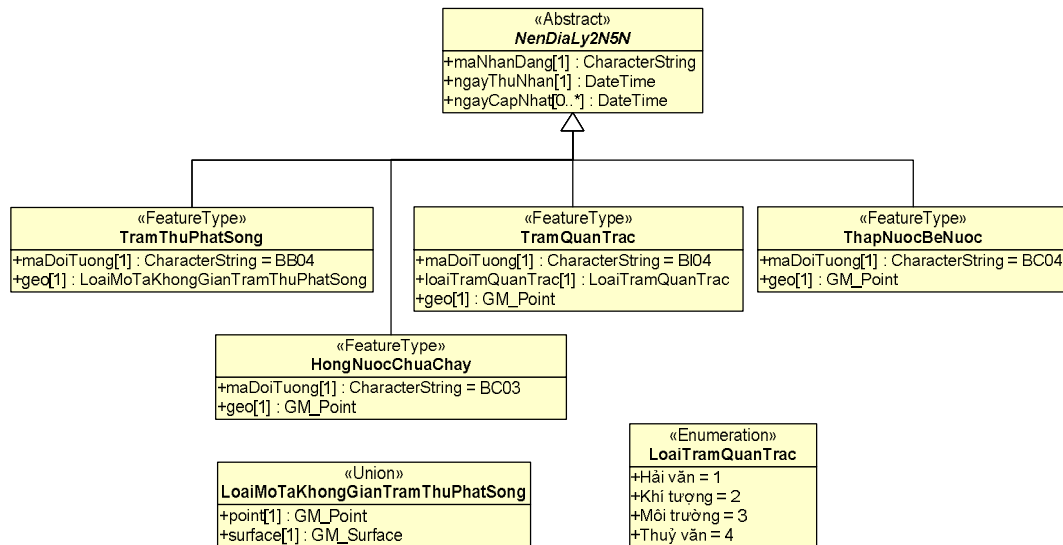 «Abstract»
NenDiaLy2N5N
+maNhanDang[1] : CharacterString
+ngayThuNhan[1] : DateTime
+ngayCapNhat[0..*] : DateTime
«FeatureType»
TramThuPhatSong
+maDoiTuong[1] : CharacterString = BB04
+geo[1] : LoaiMoTaKhongGianTramThuPhatSong
«FeatureType»
TramQuanTrac
+maDoiTuong[1] : CharacterString = BI04
+loaiTramQuanTrac[1] : LoaiTramQuanTrac
+geo[1] : GM_Point
«FeatureType»
ThapNuocBeNuoc
+maDoiTuong[1] : CharacterString = BC04
+geo[1] : GM_Point
«FeatureType»
HongNuocChuaChay
+maDoiTuong[1] : CharacterString = BC03
+geo[1] : GM_Point
«Union»
LoaiMoTaKhongGianTramThuPhatSong
+point[1] : GM_Point
+surface[1] : GM_Surface
«Enumeration»
LoaiTramQuanTrac
+Hải văn = 1
+Khí tượng = 2
+Môi trường = 3
+Thuỷ văn = 4